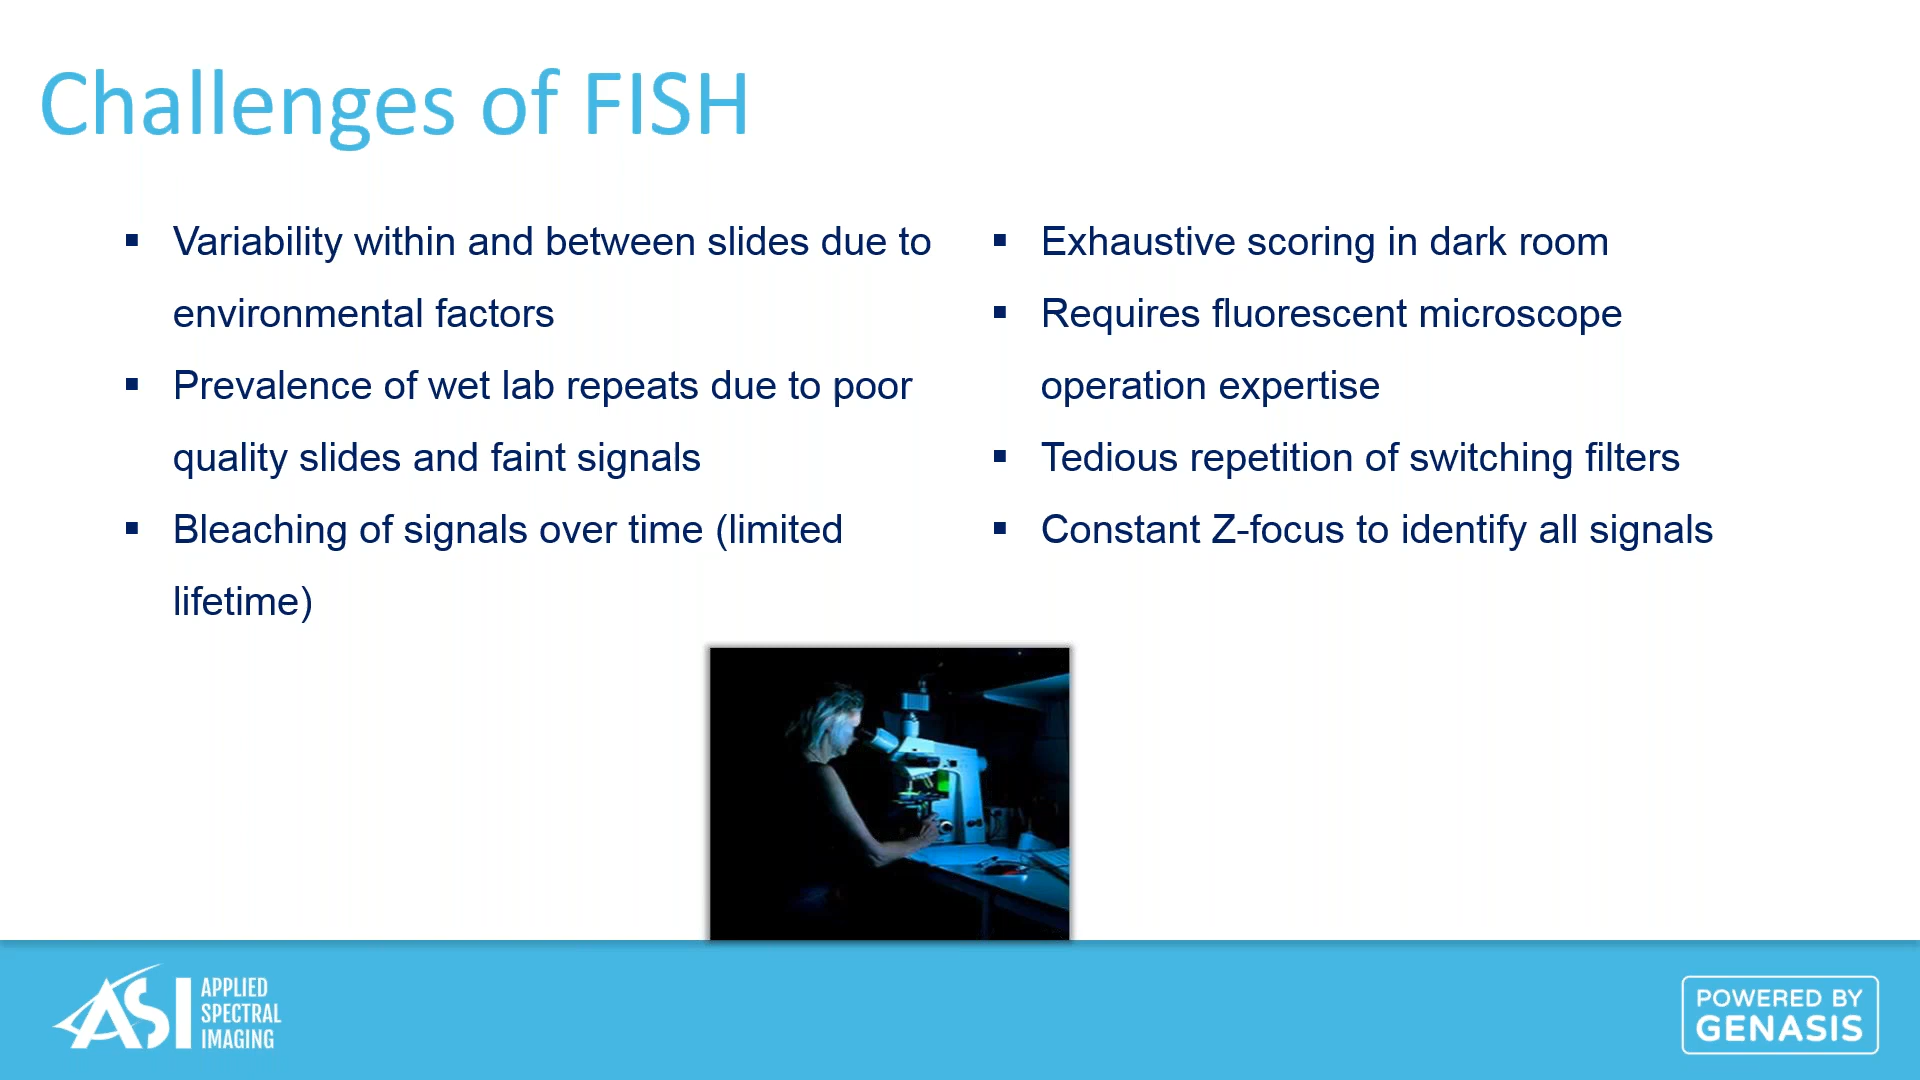 Challenges of FISH
▪ Variability within and between slides due to
environmental factors
▪ Prevalence of wet lab repeats due to poor
quality slides and faint signals
▪ Bleaching of signals over time (limited
lifetime)
▪ Exhaustive scoring in dark room
▪ Requires fluorescent microscope
operation expertise
▪ Tedious repetition of switching filters
▪ Constant Z-focus to identify all signals
ASI
APPLIED
SPECTRAL
IMAGING
POWERED BY
GENASIS